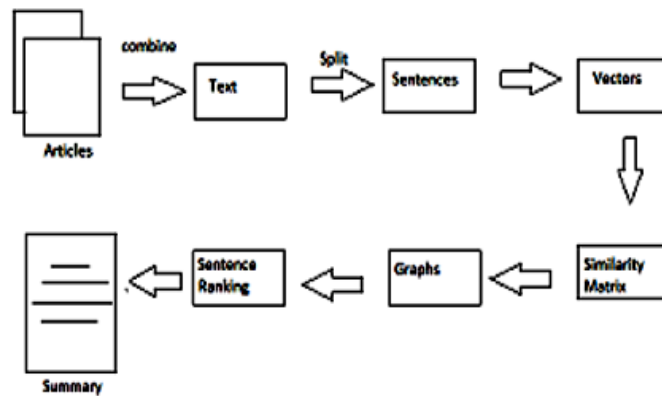 combine
Split
Text
Sentences
Vectors
Articles
Sentence
Ranking
Graphs
Similarity
Matrix
Summary